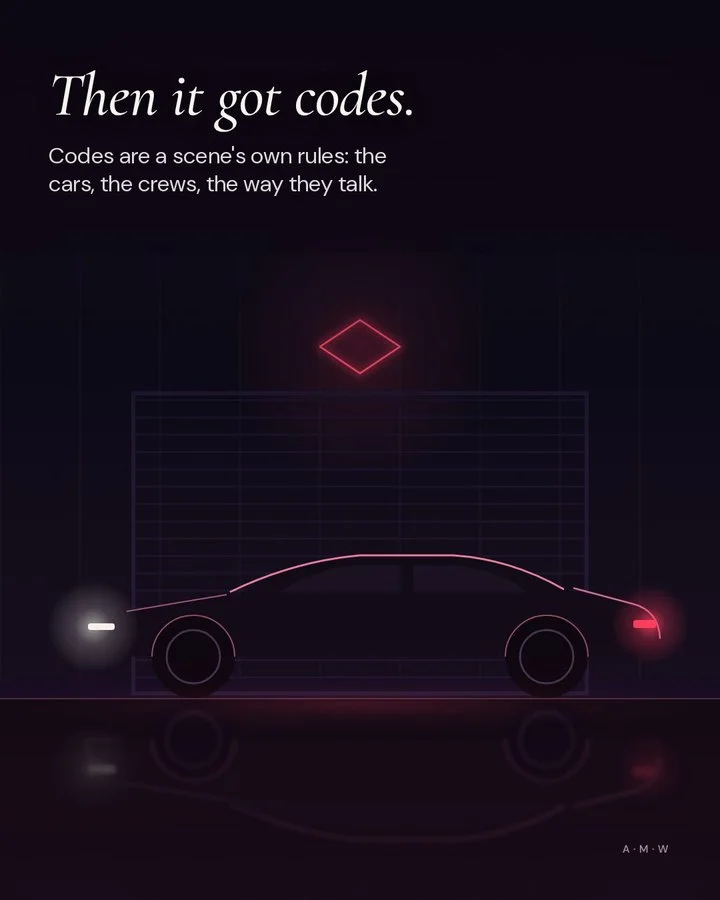 Then it got codes.
Codes are a scene's own rules: the
cars, the crews, the way they talk.
A·M·W